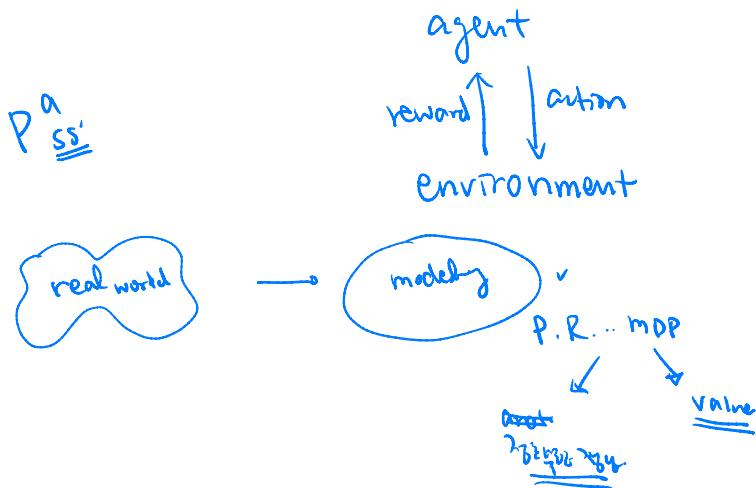 agent
P^a_ss'
reward
action
environment
real world
modeling
P.R... MDP
value